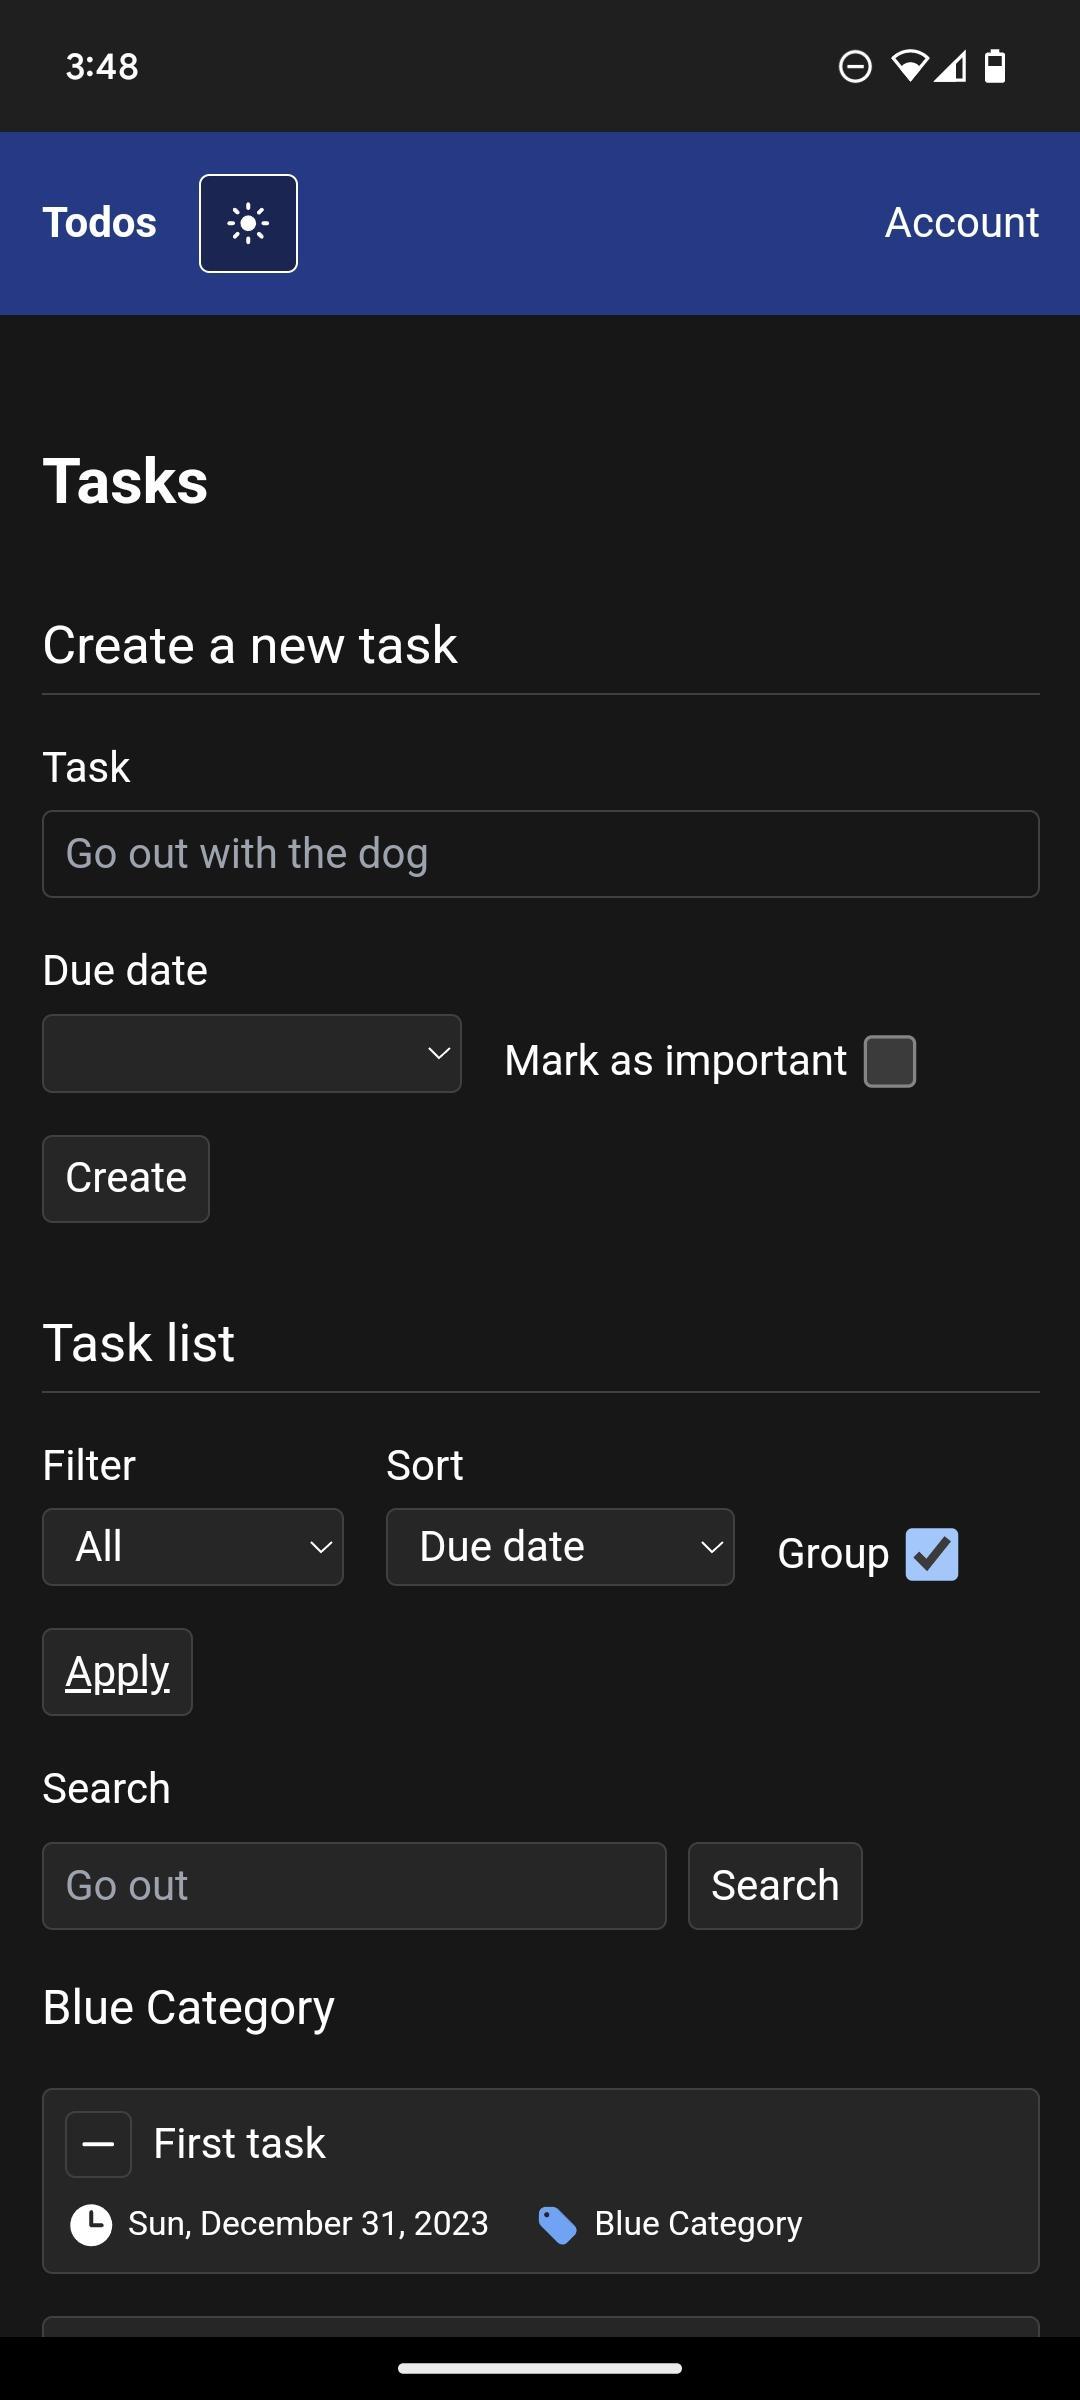 3:48
Todos
Account
Tasks
Create a new task
Task
Go out with the dog
Due date
Mark as important
Create
Task list
Filter Sort
All Due date Group
Apply
Search
Go out Search
Blue Category
First task
Sun, December 31, 2023 Blue Category